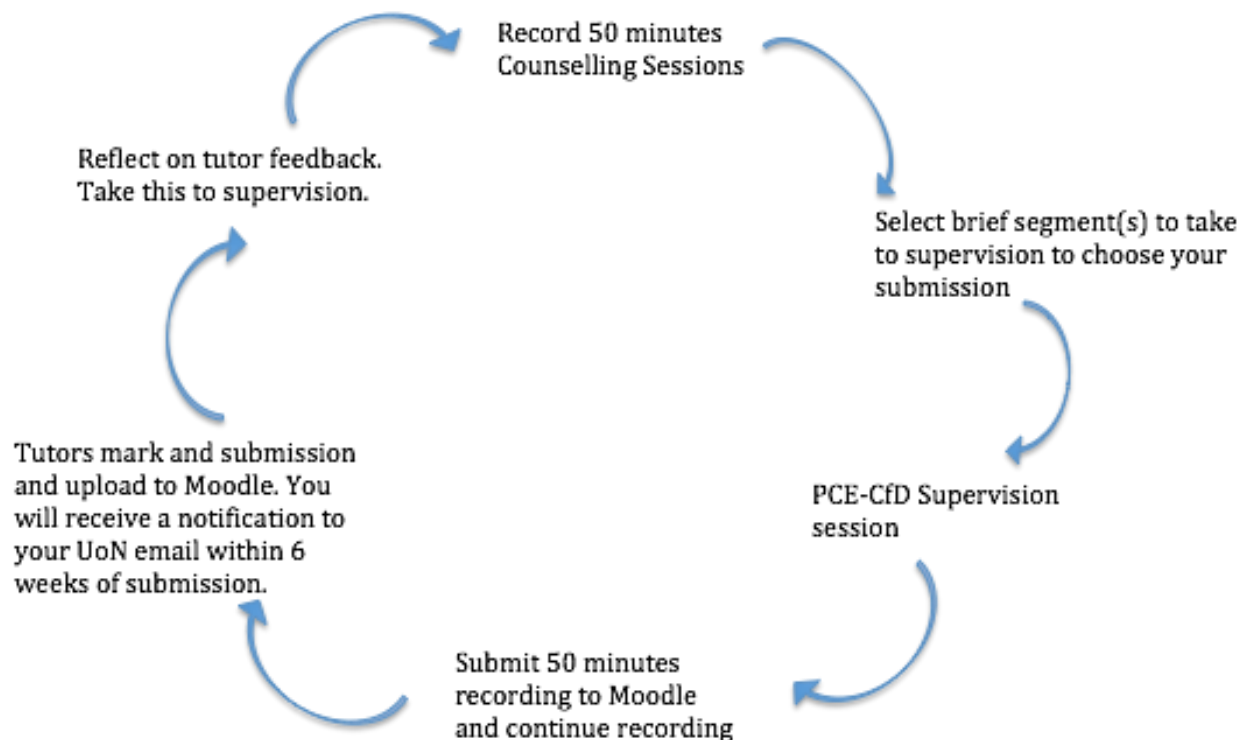 Record 50 minutes
Counselling Sessions
Select brief segment(s) to take
to supervision to choose your
submission
PCE-CfD Supervision
session
Submit 50 minutes
recording to Moodle
and continue recording
Tutors mark and submission
and upload to Moodle. You
will receive a notification to
your UoN email within 6
weeks of submission.
Reflect on tutor feedback.
Take this to supervision.